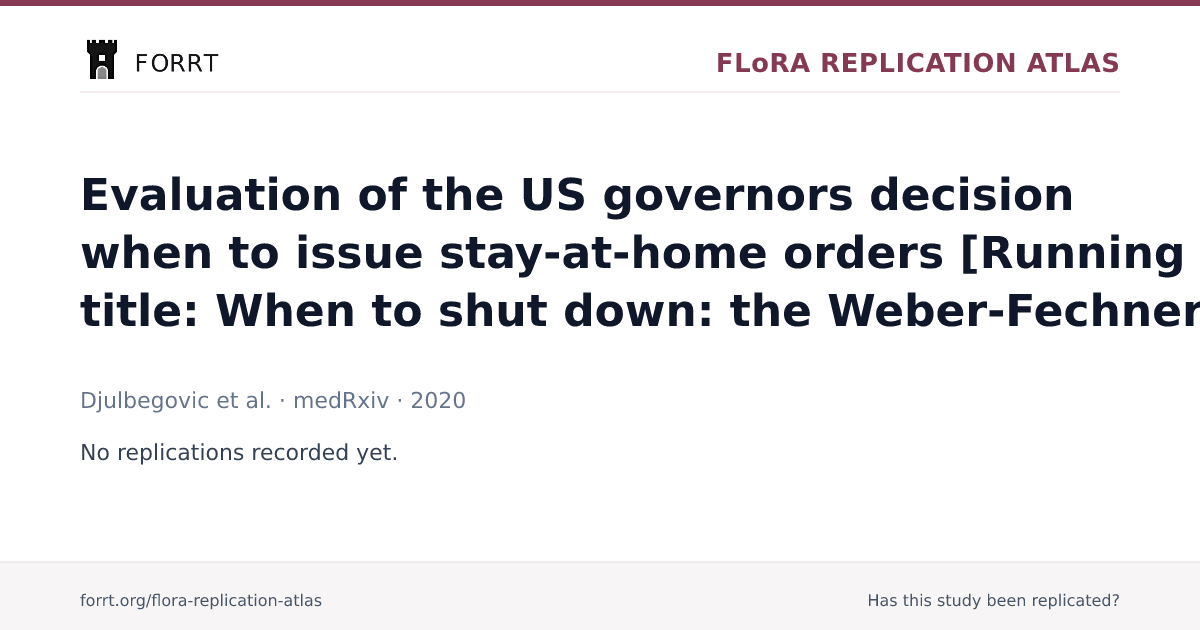 FORRT
FLoRA REPLICATION ATLAS
Evaluation of the US governors decision
when to issue stay-at-home orders [Running
title: When to shut down: the Weber-Fechner
Djulbegovic et al. · medRxiv · 2020
No replications recorded yet.
forrt.org/flora-replication-atlas
Has this study been replicated?